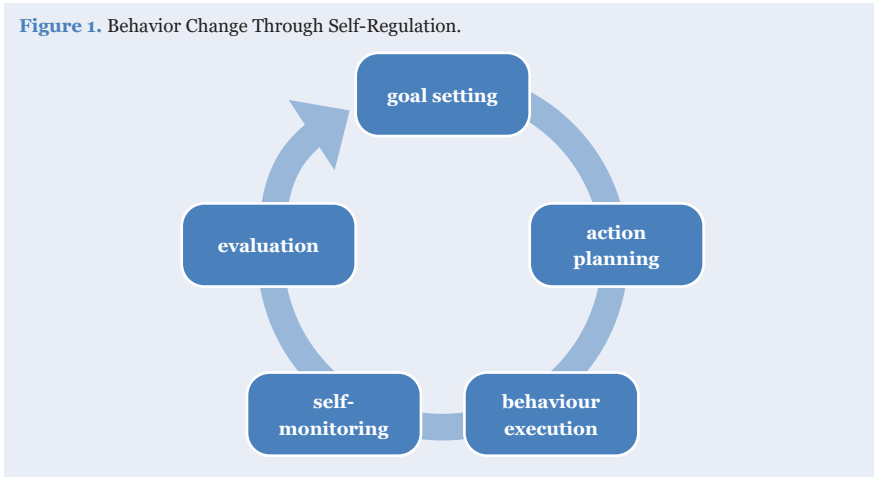 Figure 1. Behavior Change Through Self-Regulation.
goal setting
action
planning
behaviour
execution
self-
monitoring
evaluation